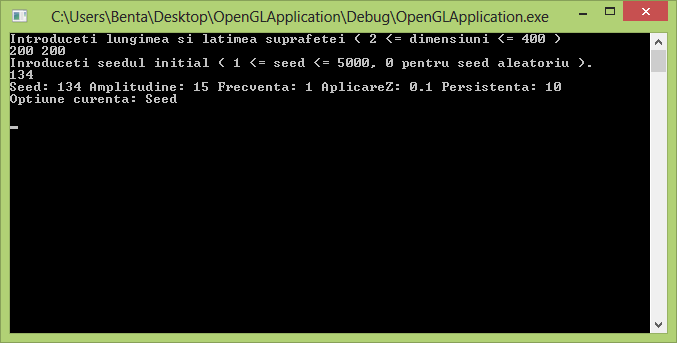 C:\Users\Benta\Desktop\OpenGLApplication\Debug\OpenGLApplication.exe
Introduceti lungimea si latimea suprafetei ( 2 <= dimensiuni <= 400 )
200 200
Inroduceti seedul initial ( 1 <= seed <= 5000, 0 pentru seed aleatoriu ).
134
Seed: 134 Amplitudine: 15 Frecventa: 1 AplicareZ: 0.1 Persistenta: 10
Optiune curenta: Seed